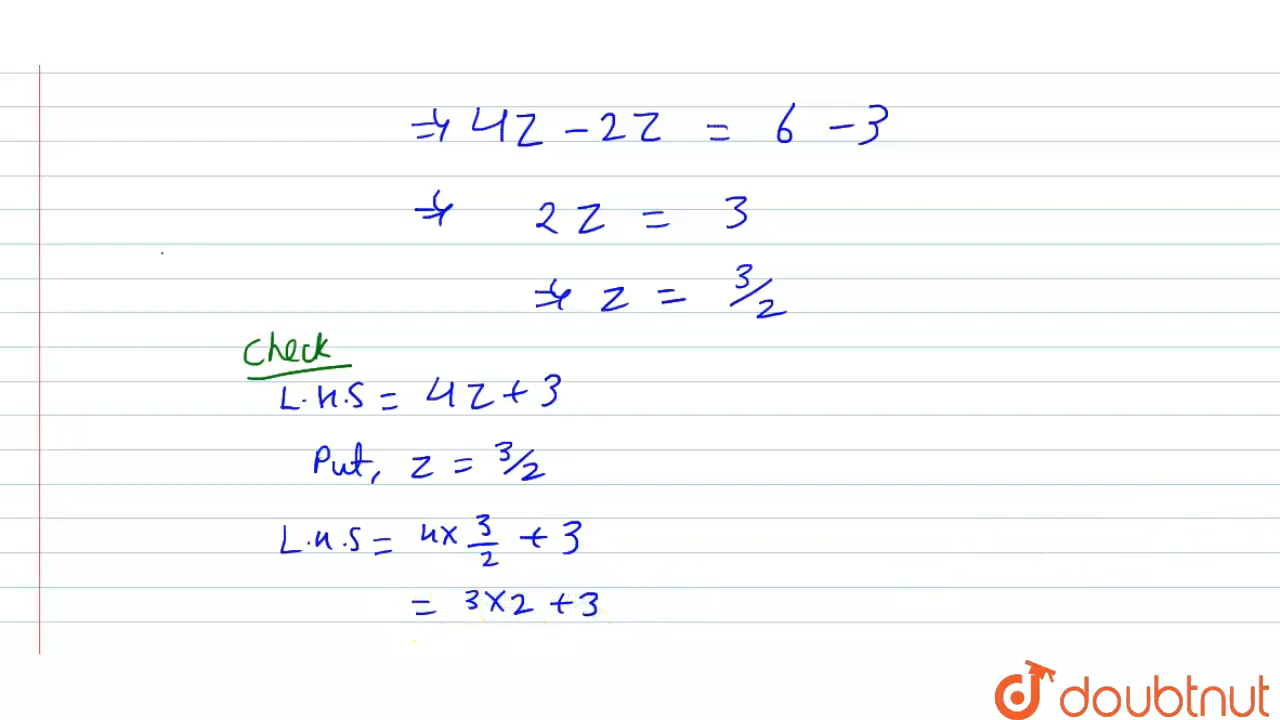 ⇒ 4z - 2z = 6 - 3
⇒ 2z = 3
⇒ z = 3/2
Check
L.H.S = 4z + 3
Put, z = 3/2
L.H.S = 4 × 3/2 + 3
= 3 × 2 + 3
doubtnut